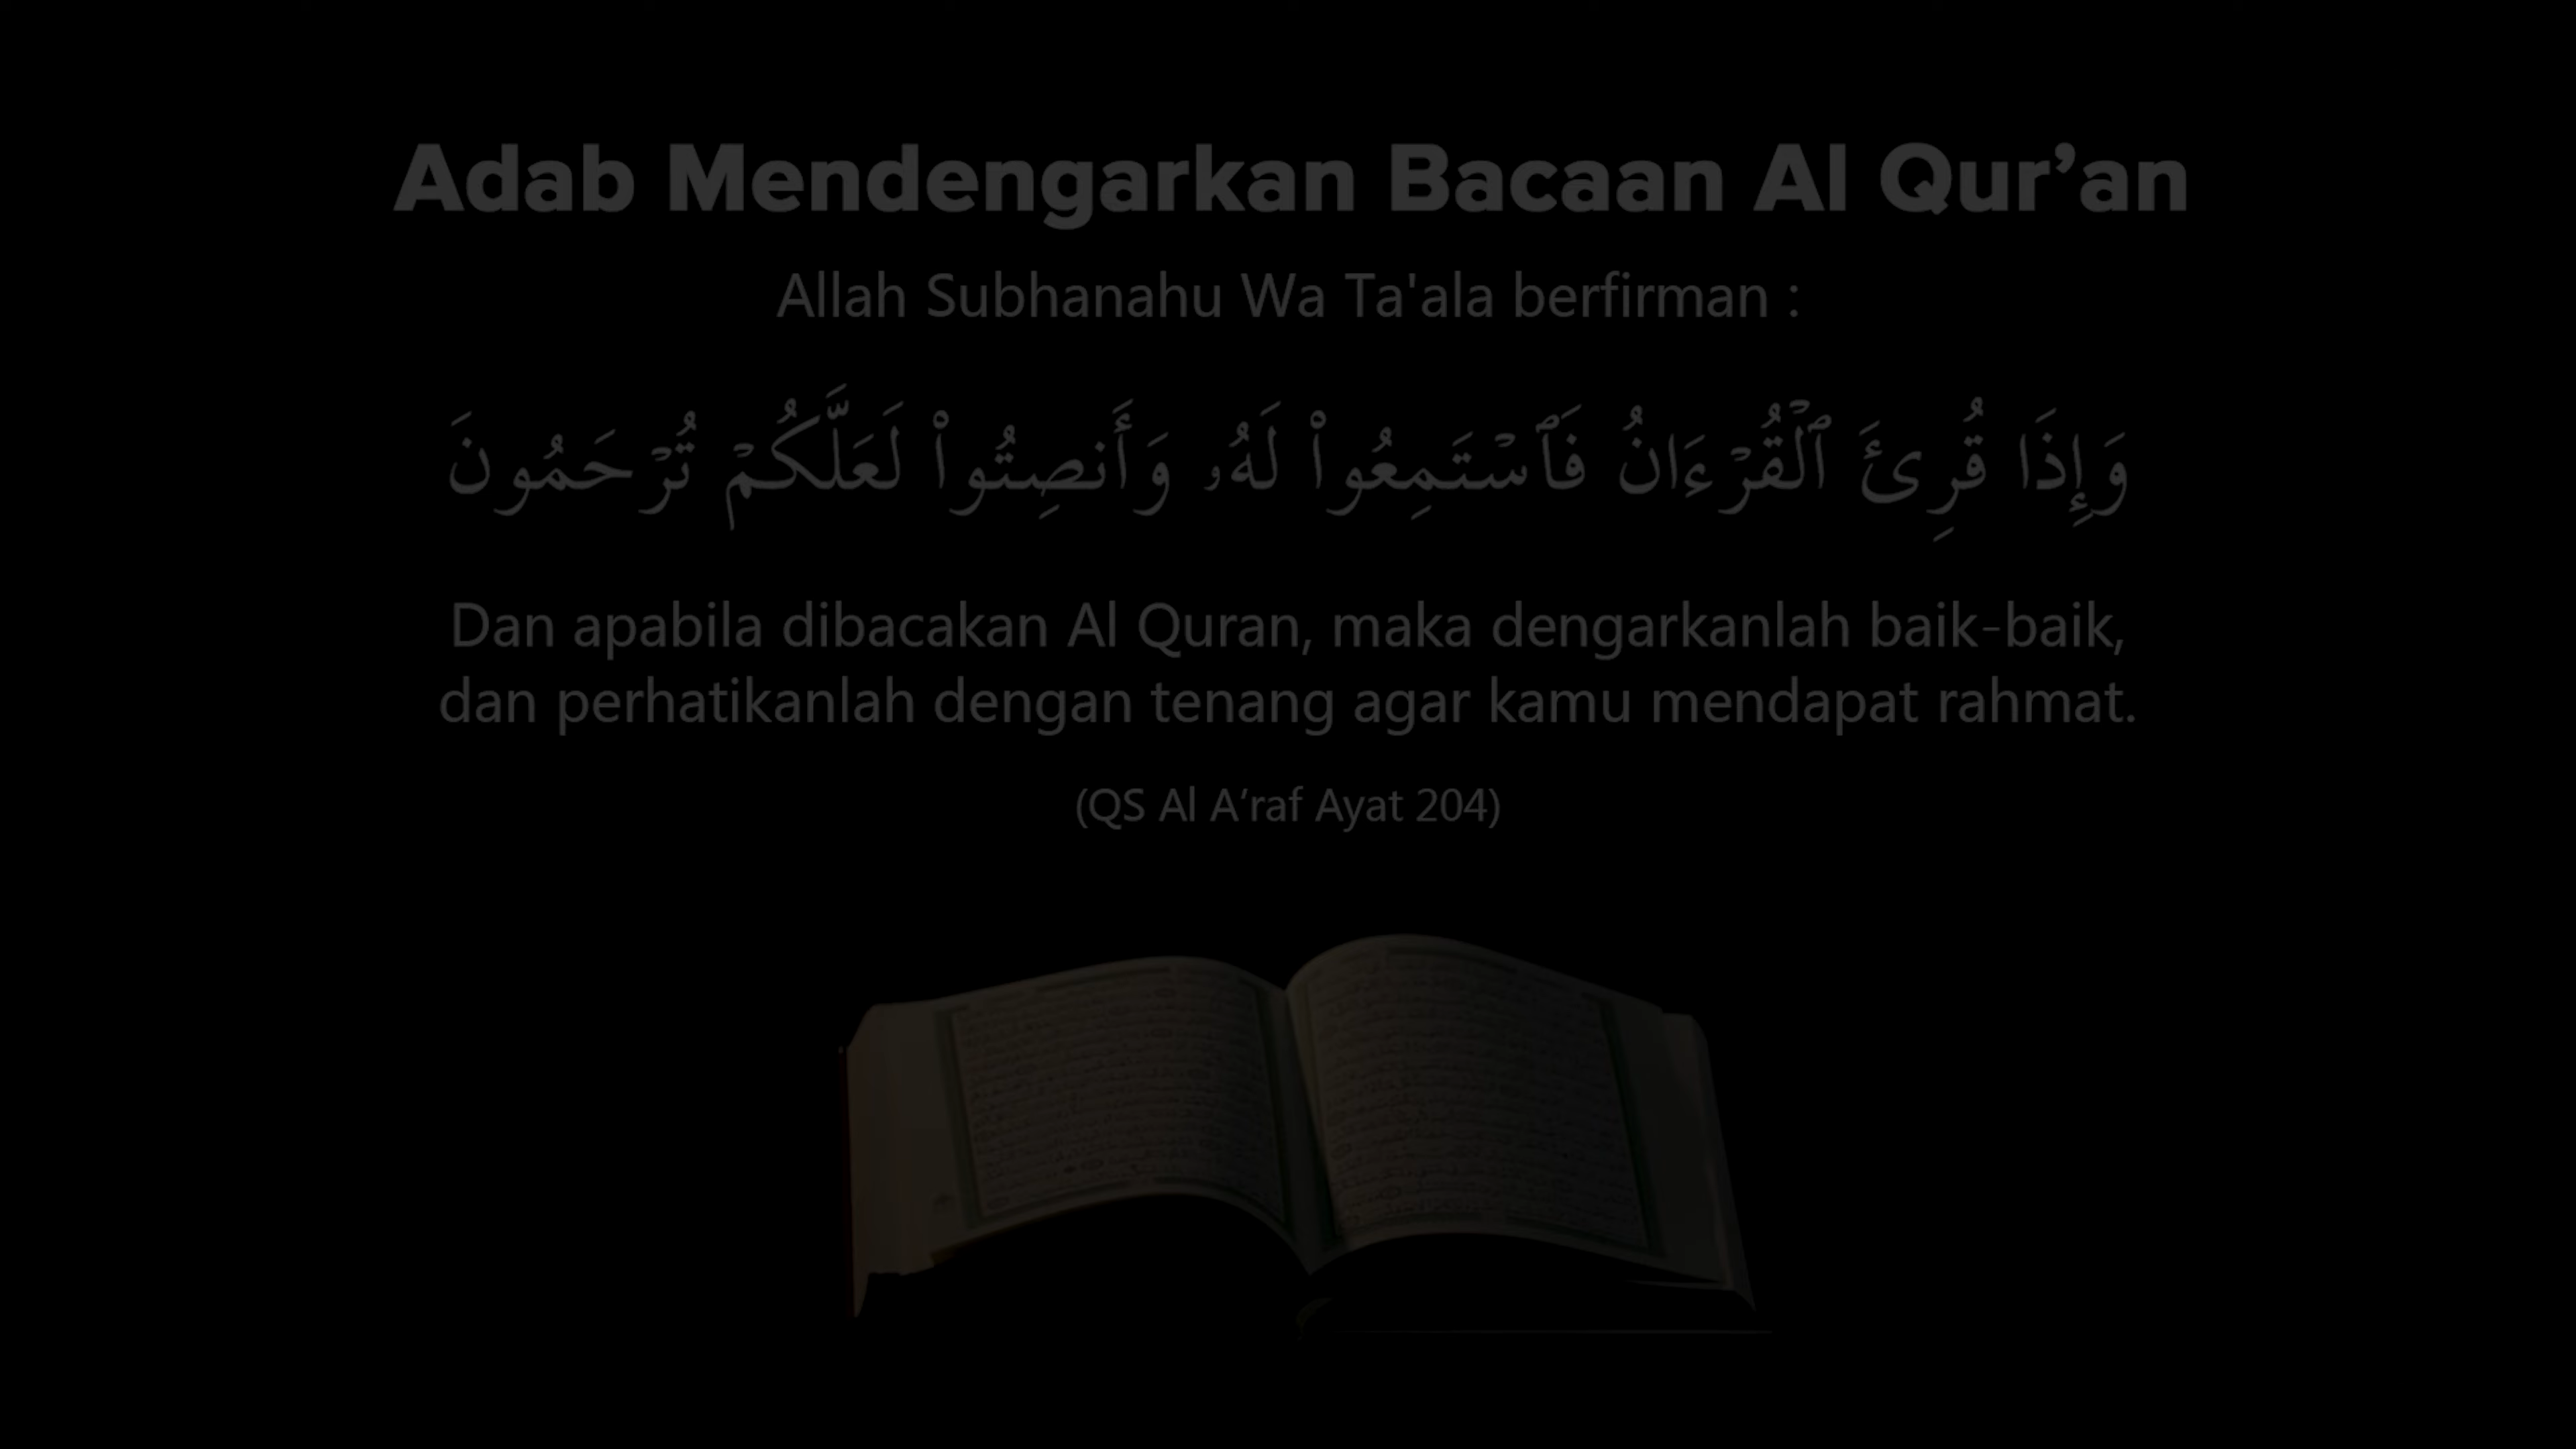 Adab Mendengarkan Bacaan Al Qur’an
Allah Subhanahu Wa Ta'ala berfirman :
وَإِذَا قُرِئَ ٱلْقُرْءَانُ فَٱسْتَمِعُوا۟ لَهُۥ وَأَنصِتُوا۟ لَعَلَّكُمْ تُرْحَمُونَ
Dan apabila dibacakan Al Quran, maka dengarkanlah baik-baik,
dan perhatikanlah dengan tenang agar kamu mendapat rahmat.
(QS Al A‘raf Ayat 204)